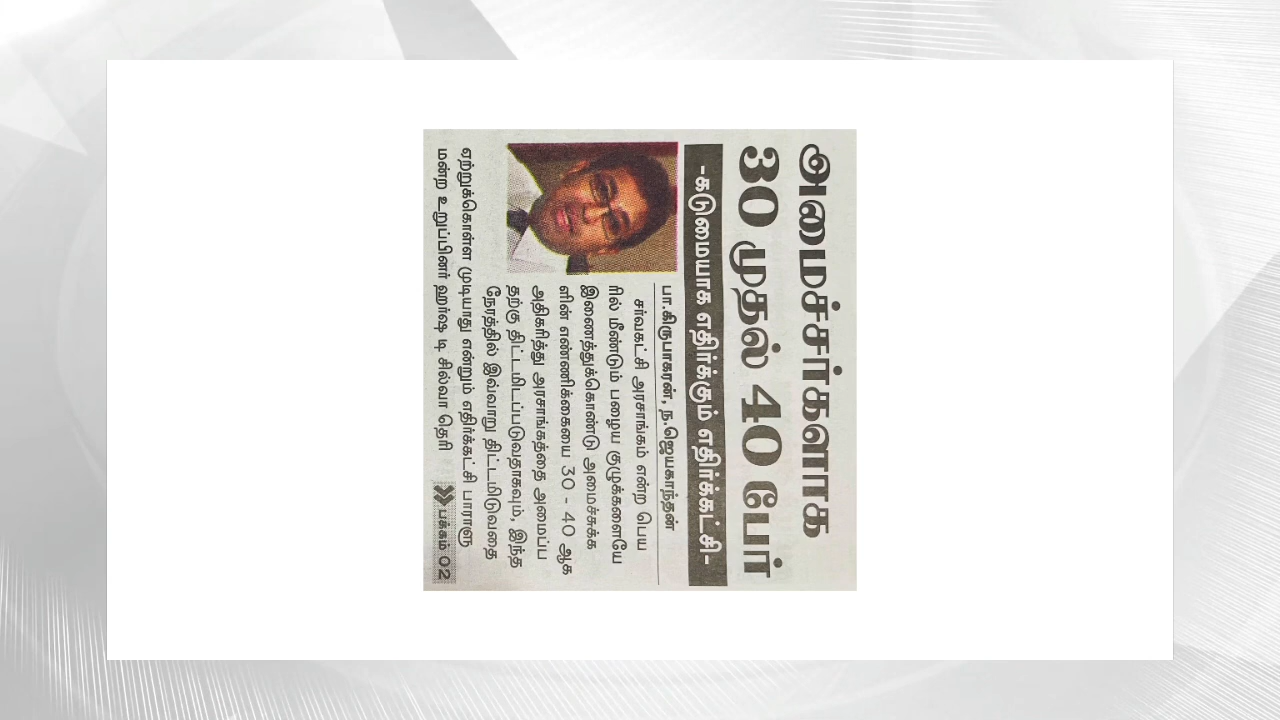 அமைச்சர்களாக
30 முதல் 40 பேர்
-கடுமையாக எதிர்க்கும் எதிர்க்கட்சி-
பா.கிருபாகரன், ந.ஜெயகாந்தன்
சர்வகட்சி அரசாங்கம் என்ற பெய
ரில் மீண்டும் பழைய குழுக்களையே
இணைத்துக்கொண்டு அமைச்சுக்க
ளின் எண்ணிக்கையை 30 - 40 ஆக
அதிகரித்து அரசாங்கத்தை அமைப்ப
தற்கு திட்டமிடப்படுவதாகவும், இந்த
நேரத்தில் இவ்வாறு திட்டமிடுவதை
ஏற்றுக்கொள்ள முடியாது என்றும் எதிர்க்கட்சி பாராளு
மன்ற உறுப்பினர் ஹர்ஷ டி சில்வா தெரி
பக்கம் 02